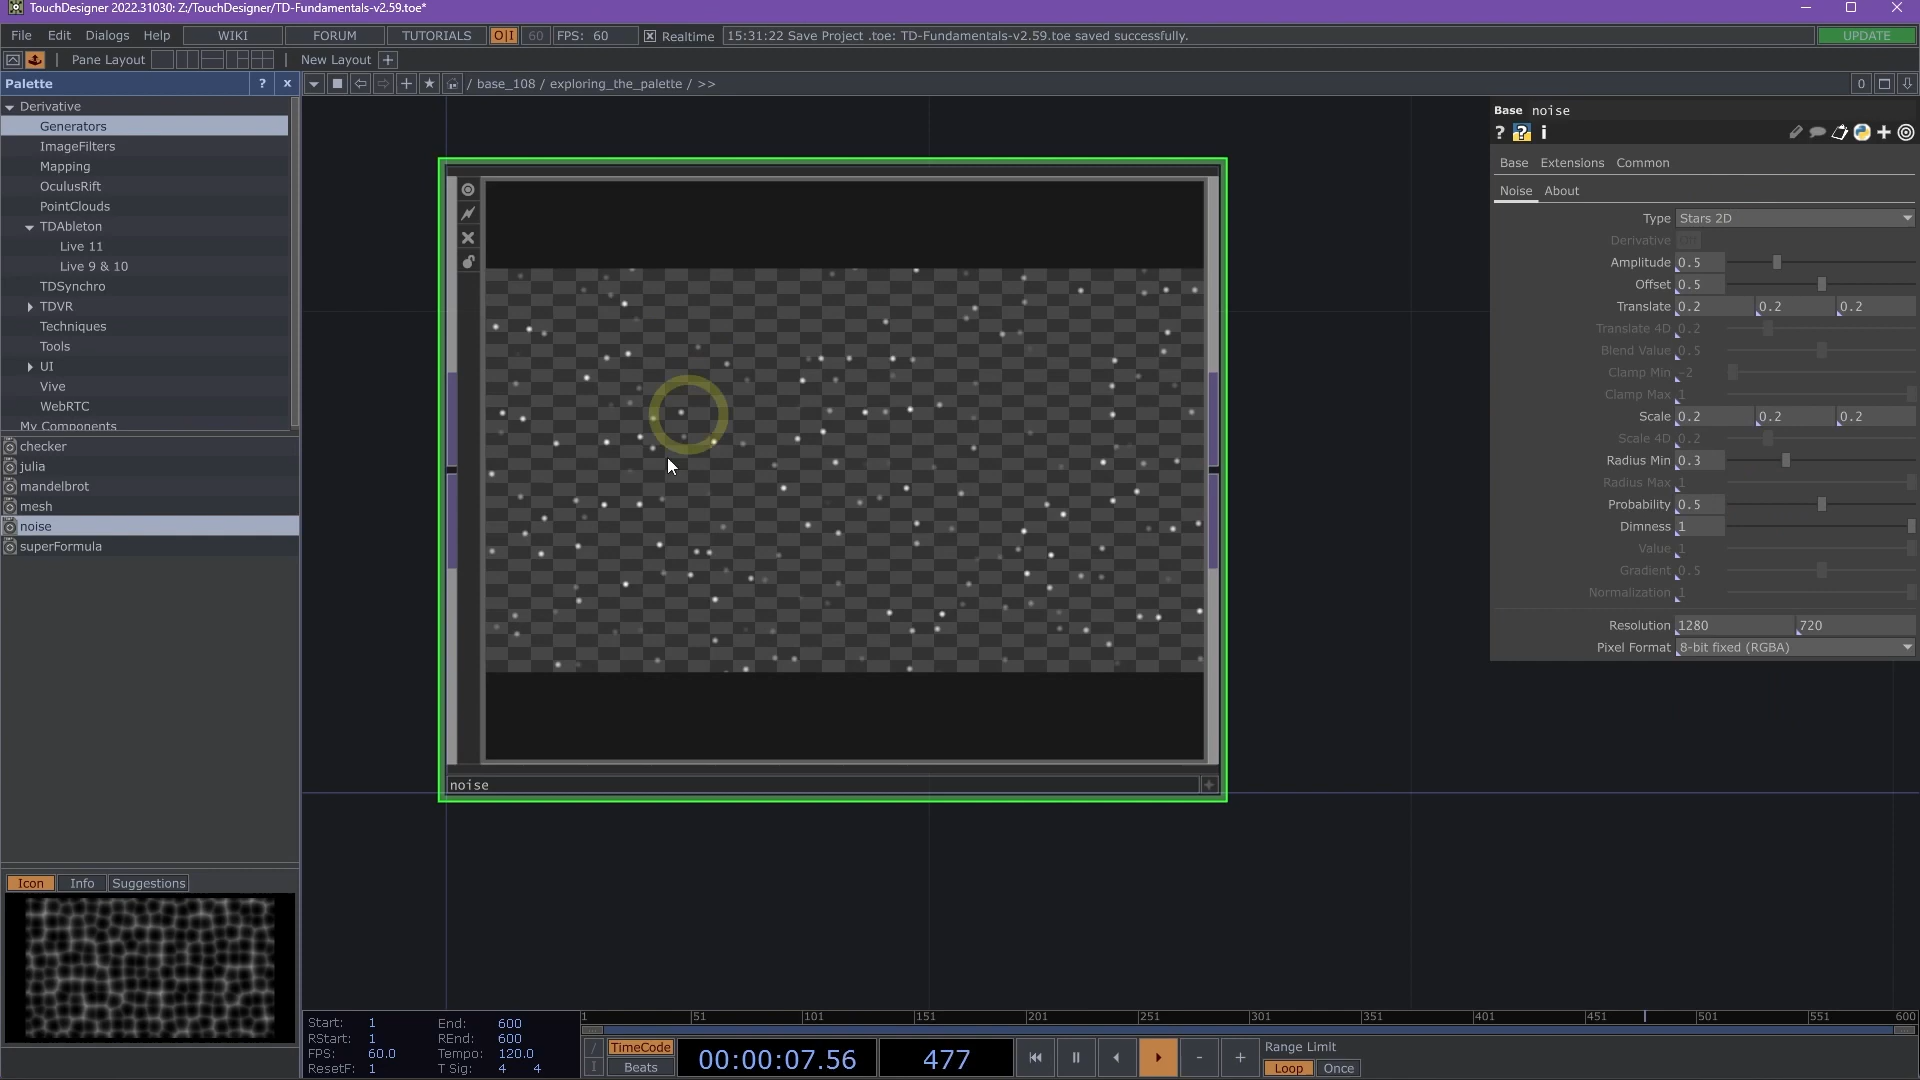 TouchDesigner 2022.31030: Z:/TouchDesigner/TD-Fundamentals-v2.59.toe*
File Edit Dialogs Help WIKI FORUM TUTORIALS O|I 60 FPS: 60 Realtime 15:31:22 Save Project .toe: TD-Fundamentals-v2.59.toe saved successfully. UPDATE
Pane Layout New Layout +
Palette ? x / base_108 / exploring_the_palette / >> 0
Derivative
Generators
ImageFilters
Mapping
OculusRift
PointClouds
TDAbleton
Live 11
Live 9 & 10
TDSynchro
TDVR
Techniques
Tools
UI
Vive
WebRTC
My Components
checker
julia
mandelbrot
mesh
noise
superFormula
Icon Info Suggestions
noise
Base noise
? ? i
Base Extensions Common
Noise About
Type Stars 2D
Derivative
Amplitude 0.5
Offset 0.5
Translate 0.2 0.2 0.2
Translate 4D 0.2
Blend Value 0.5
Clamp Min -2
Clamp Max 1
Scale 0.2 0.2 0.2
Scale 4D 0.2
Radius Min 0.3
Radius Max 1
Probability 0.5
Dimness 1
Value 1
Gradient 0.5
Normalization 1
Resolution 1280 720
Pixel Format 8-bit fixed (RGBA)
1 51 101 151 201 251 301 351 401 451 501 551 600
Start: 1 End: 600
RStart: 1 REnd: 600
FPS: 60.0 Tempo: 120.0
ResetF: 1 T Sig: 4 4
/ TimeCode
I Beats
00:00:07.56 477
- +
Range Limit
Loop Once